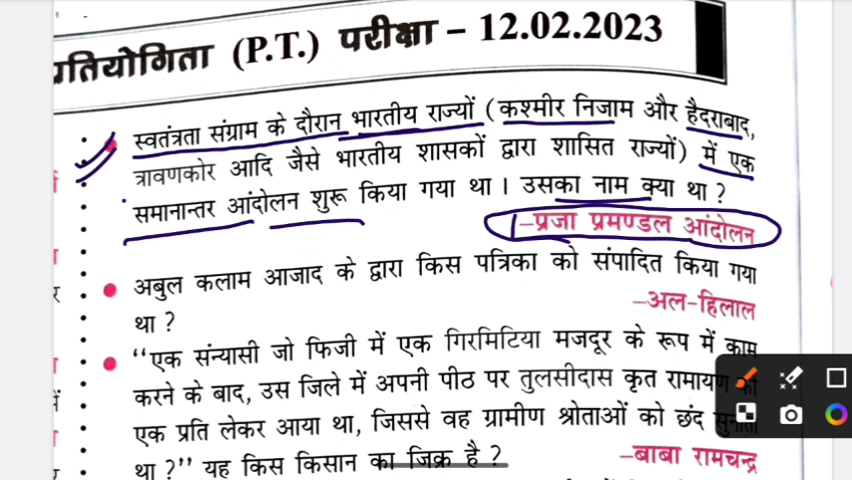 प्रतियोगिता (P.T.) परीक्षा – 12.02.2023
स्वतंत्रता संग्राम के दौरान भारतीय राज्यों (कश्मीर निजाम और हैदराबाद,
त्रावणकोर आदि जैसे भारतीय शासकों द्वारा शासित राज्यों) में एक
समानान्तर आंदोलन शुरू किया गया था। उसका नाम क्या था?
–प्रजा प्रमण्डल आंदोलन
अबुल कलाम आजाद के द्वारा किस पत्रिका को संपादित किया गया
था?
–अल-हिलाल
“एक संन्यासी जो फिजी में एक गिरमिटिया मजदूर के रूप में काम
करने के बाद, उस जिले में अपनी पीठ पर तुलसीदास कृत रामायण की
एक प्रति लेकर आया था, जिससे वह ग्रामीण श्रोताओं को छंद सुनाता
था?” यह किस किसान का जिक्र है?
–बाबा रामचन्द्र